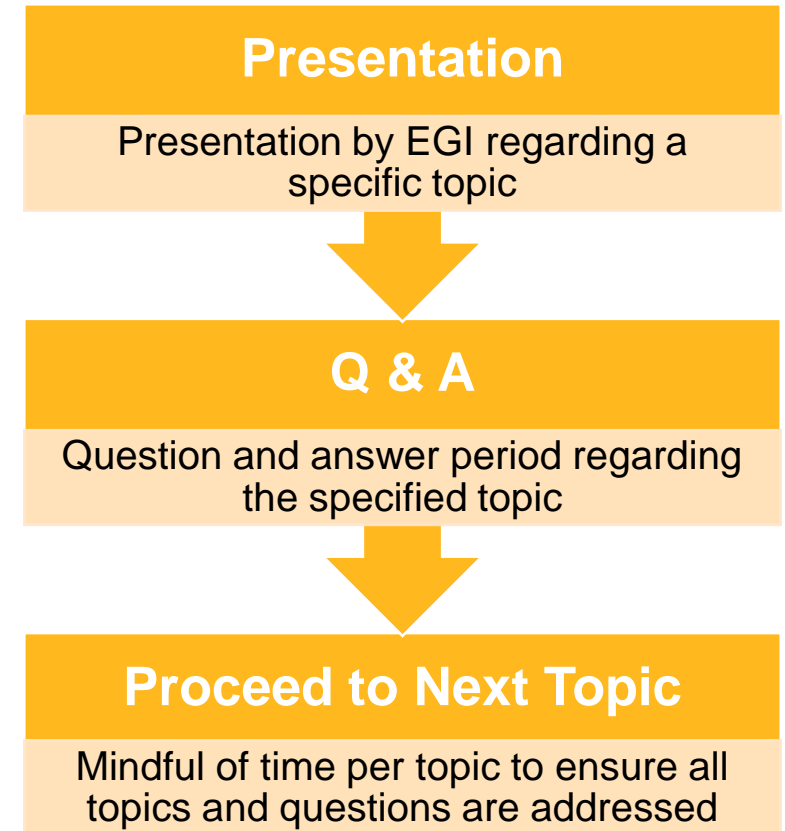 Presentation
Presentation by EGI regarding a
specific topic
Q & A
Question and answer period regarding
the specified topic
Proceed to Next Topic
Mindful of time per topic to ensure all
topics and questions are addressed